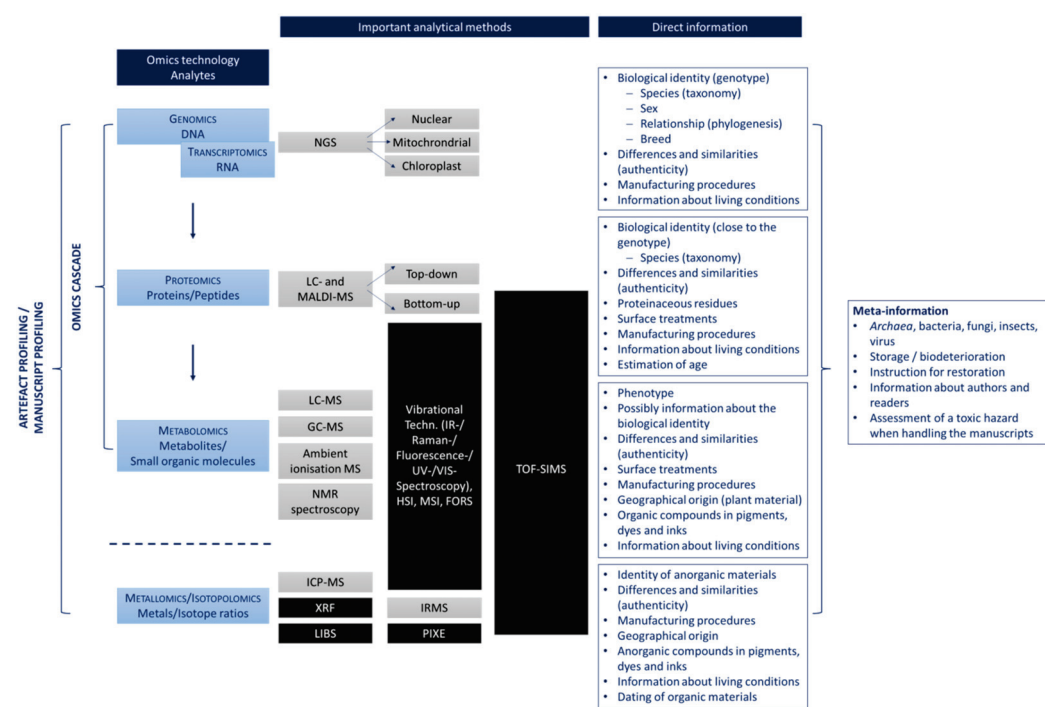 Important analytical methods
Direct information
Omics technology
Analytes
GENOMICS
DNA
TRANSCRIPTOMICS
RNA
NGS
Nuclear
Mitochrondrial
Chloroplast
• Biological identity (genotype)
– Species (taxonomy)
– Sex
– Relationship (phylogenesis)
– Breed
• Differences and similarities
(authenticity)
• Manufacturing procedures
• Information about living conditions
ARTEFACT PROFILING /
MANUSCRIPT PROFILING
OMICS CASCADE
PROTEOMICS
Proteins/Peptides
LC- and
MALDI-MS
Top-down
Bottom-up
• Biological identity (close to the
genotype)
– Species (taxonomy)
• Differences and similarities
(authenticity)
• Proteinaceous residues
• Surface treatments
• Manufacturing procedures
• Information about living conditions
• Estimation of age
METABOLOMICS
Metabolites/
Small organic molecules
LC-MS
GC-MS
Ambient
ionisation MS
NMR
spectroscopy
Vibrational
Techn. (IR-/
Raman-/
Fluorescence-/
UV-/VIS-
Spectroscopy),
HSI, MSI, FORS
TOF-SIMS
• Phenotype
• Possibly information about the
biological identity
• Differences and similarities
(authenticity)
• Surface treatments
• Manufacturing procedures
• Geographical origin (plant material)
• Organic compounds in pigments,
dyes and inks
• Information about living conditions
METALLOMICS/ISOTOPOLOMICS
Metals/Isotope ratios
ICP-MS
XRF
LIBS
IRMS
PIXE
• Identity of anorganic materials
• Differences and similarities
(authenticity)
• Manufacturing procedures
• Geographical origin
• Anorganic compounds in pigments,
dyes and inks
• Information about living conditions
• Dating of organic materials
Meta-information
• Archaea, bacteria, fungi, insects,
virus
• Storage / biodeterioration
• Instruction for restoration
• Information about authors and
readers
• Assessment of a toxic hazard
when handling the manuscripts